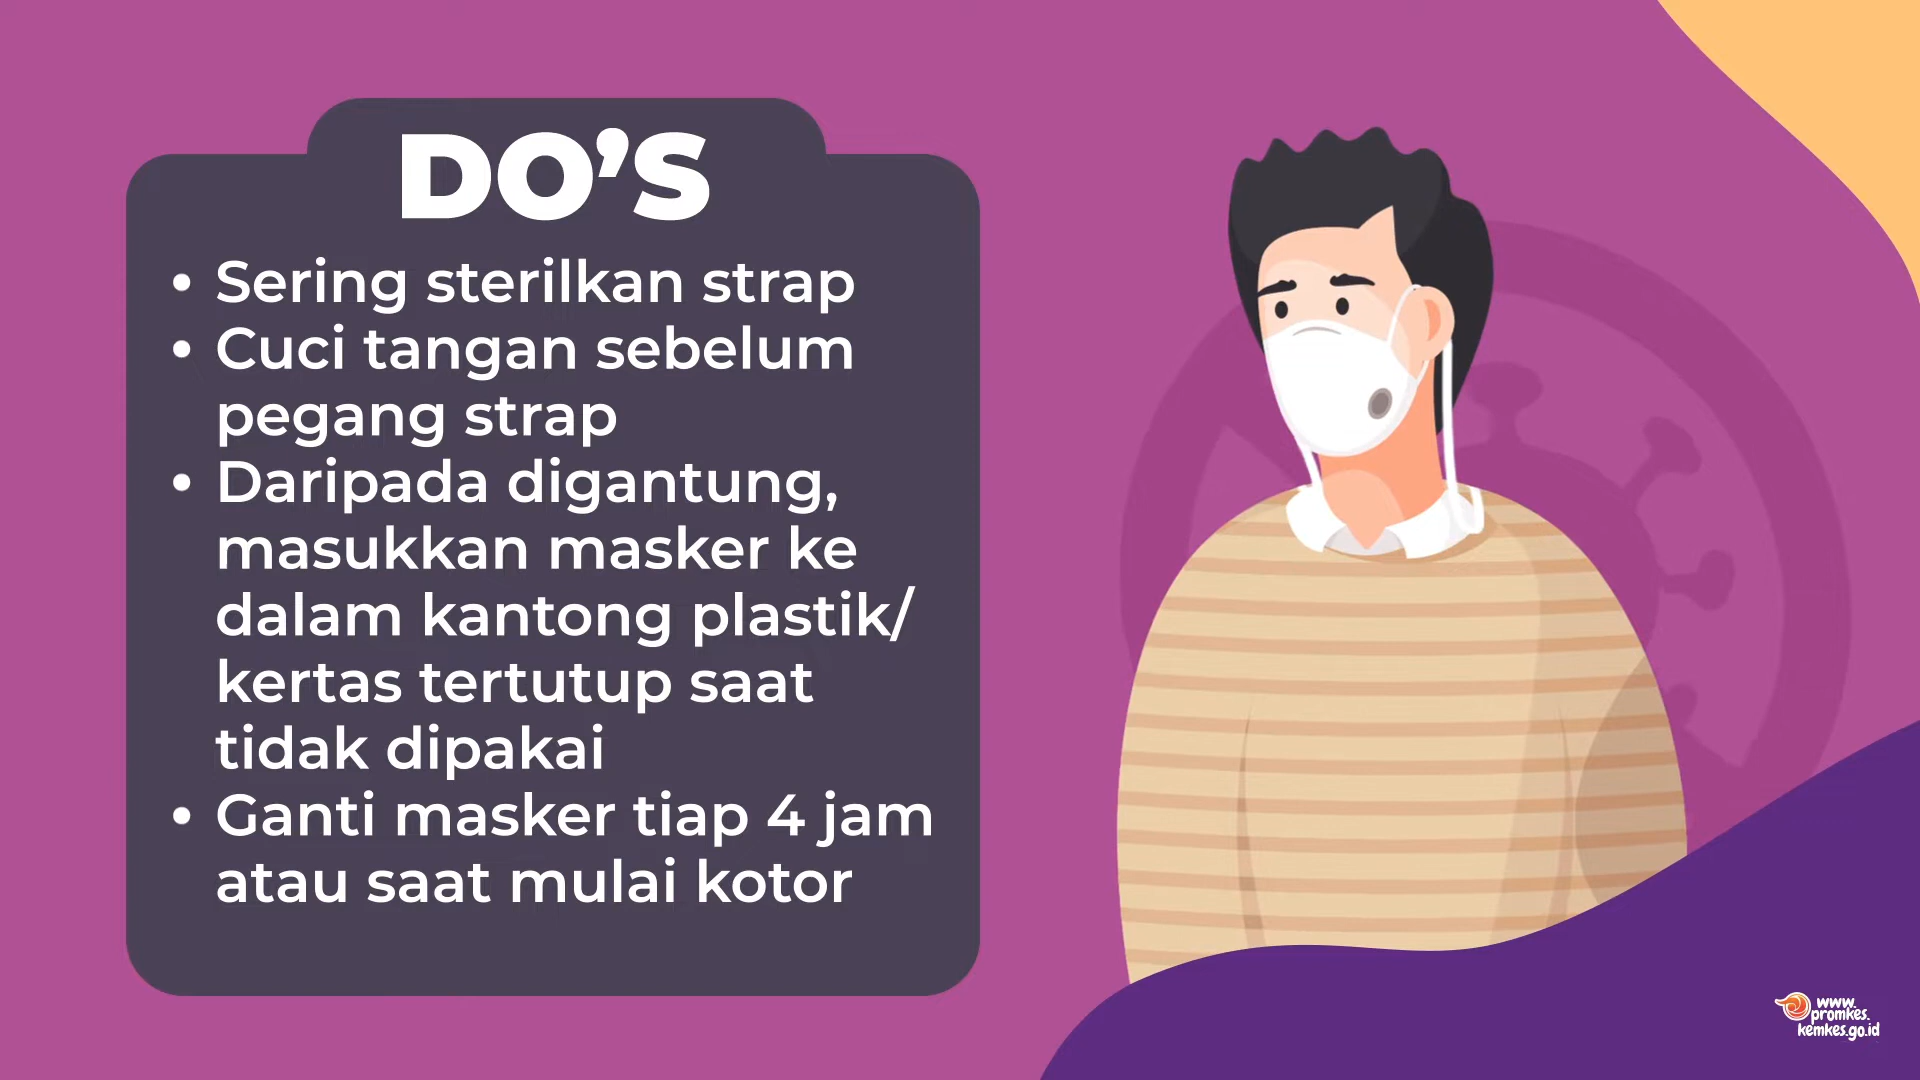 DO'S
• Sering sterilkan strap
• Cuci tangan sebelum
pegang strap
• Daripada digantung,
masukkan masker ke
dalam kantong plastik/
kertas tertutup saat
tidak dipakai
• Ganti masker tiap 4 jam
atau saat mulai kotor
www.
promkes.
kemkes.go.id